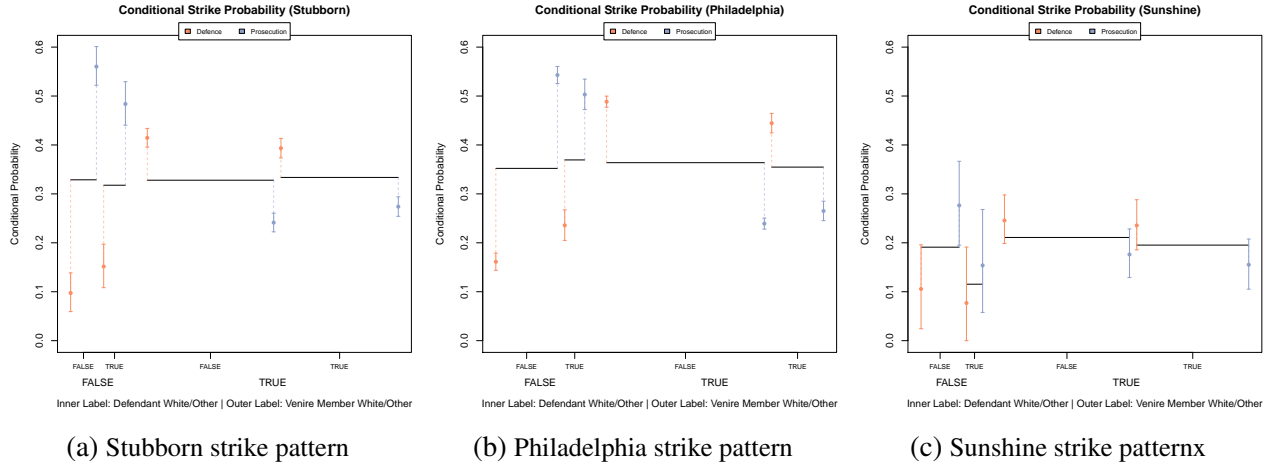 Conditional Strike Probability (Stubborn)
Defence Prosecution
Conditional Probability
0.6
0.5
0.4
0.3
0.2
0.1
0.0
FALSE TRUE FALSE TRUE
FALSE TRUE
Inner Label: Defendant White/Other | Outer Label: Venire Member White/Other
(a) Stubborn strike pattern
Conditional Strike Probability (Philadelphia)
Defence Prosecution
Conditional Probability
0.6
0.5
0.4
0.3
0.2
0.1
0.0
FALSE TRUE FALSE TRUE
FALSE TRUE
Inner Label: Defendant White/Other | Outer Label: Venire Member White/Other
(b) Philadelphia strike pattern
Conditional Strike Probability (Sunshine)
Defence Prosecution
Conditional Probability
0.6
0.5
0.4
0.3
0.2
0.1
0.0
FALSE TRUE FALSE TRUE
FALSE TRUE
Inner Label: Defendant White/Other | Outer Label: Venire Member White/Other
(c) Sunshine strike patternx